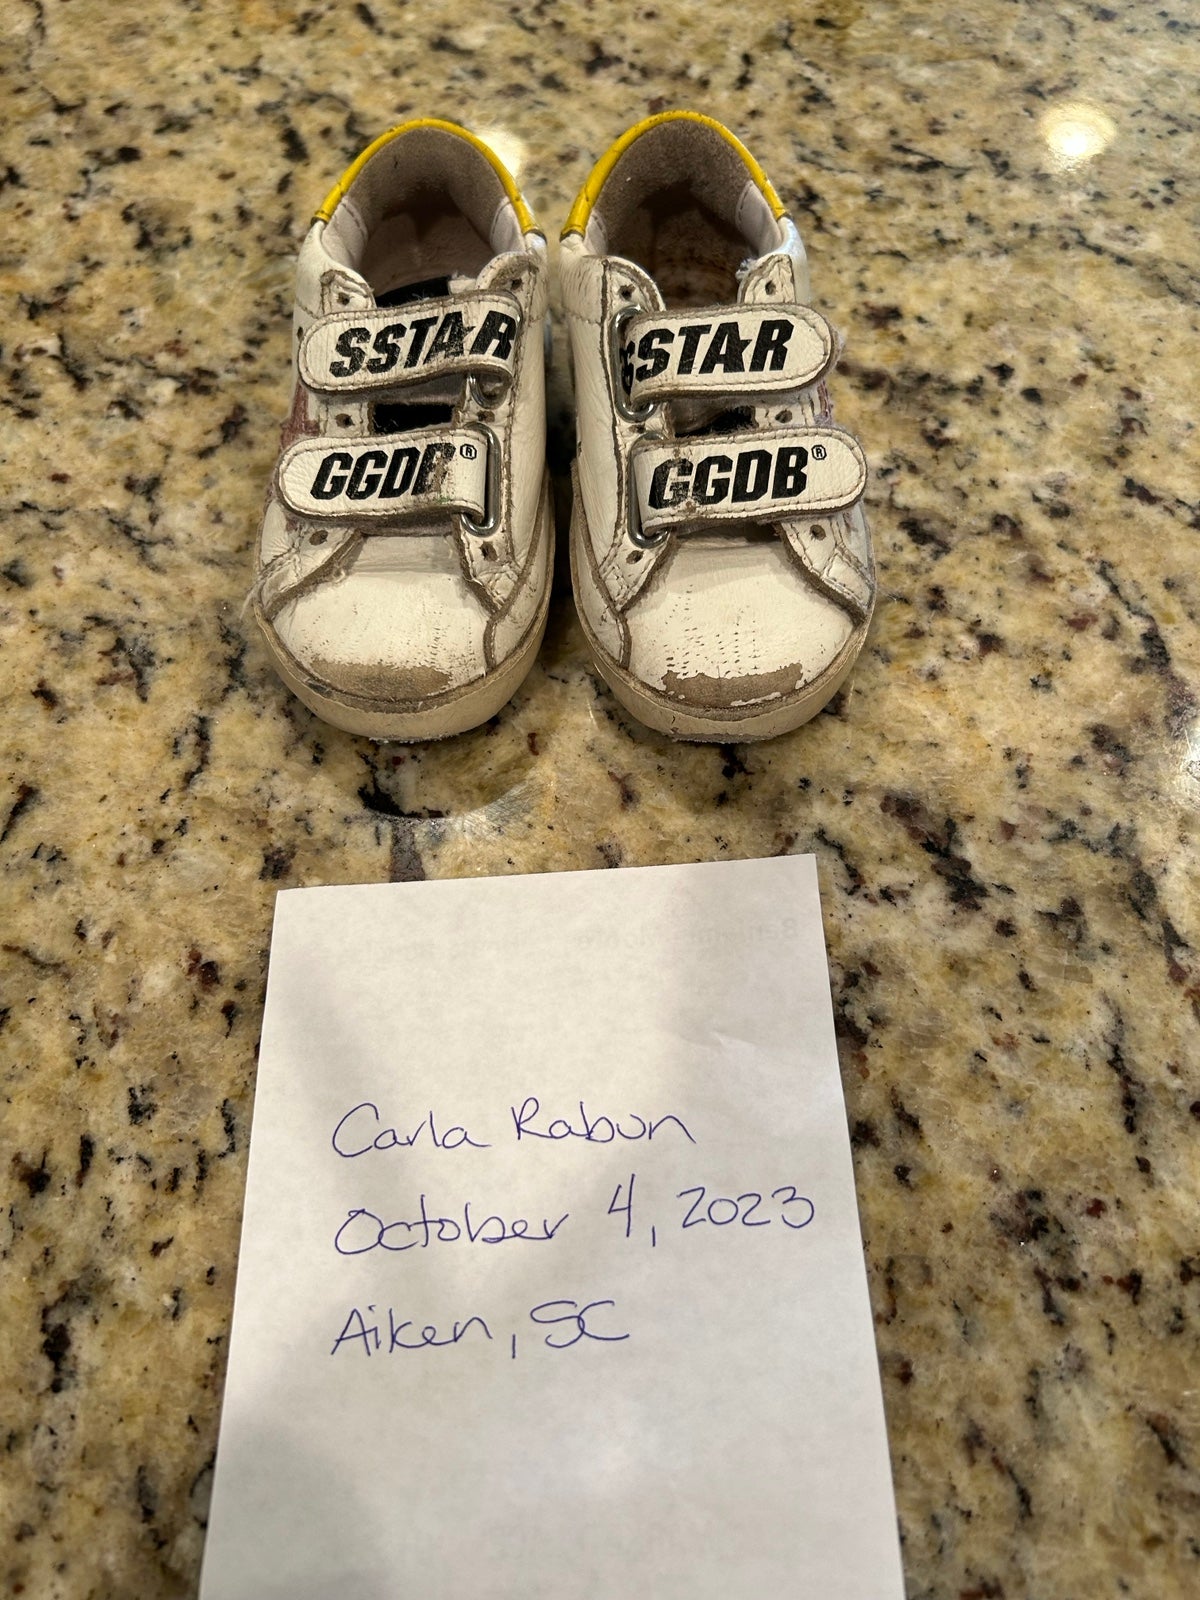 SSTAR
SSTAR
GGDB®
GGDB®
Carla Rabun
October 4, 2023
Aiken, SC